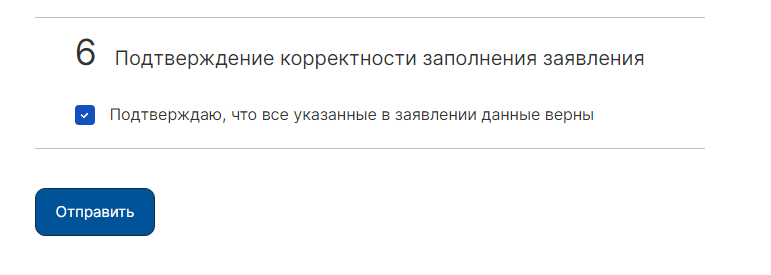 6 Подтверждение корректности заполнения заявления
Подтверждаю, что все указанные в заявлении данные верны
Отправить